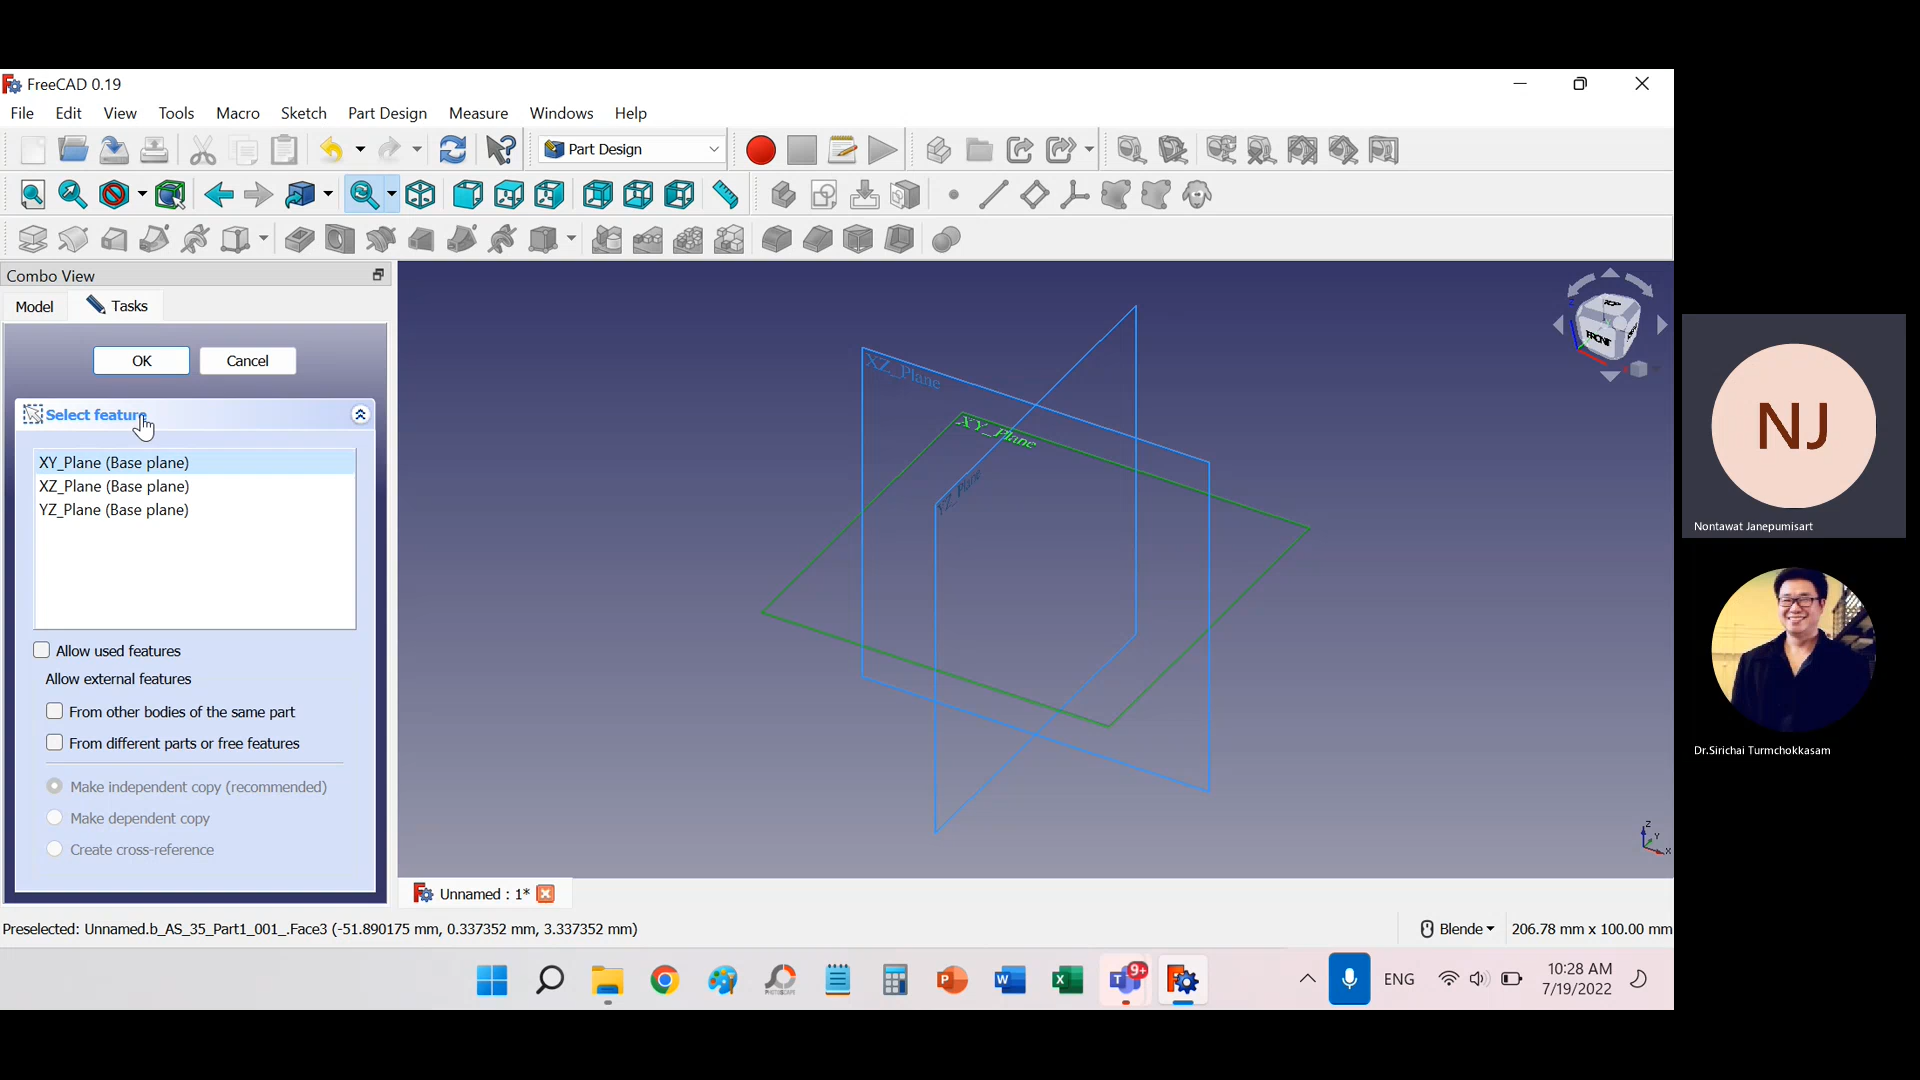 FreeCAD 0.19
File Edit View Tools Macro Sketch Part Design Measure Windows Help
Part Design
Combo View
Model Tasks
OK Cancel
Select feature
XY_Plane (Base plane)
XZ_Plane (Base plane)
YZ_Plane (Base plane)
Allow used features
Allow external features
From other bodies of the same part
From different parts or free features
Make independent copy (recommended)
Make dependent copy
Create cross-reference
XZ_Plane
XY_Plane
YZ_Plane
TOP
FRONT
Z
Y
X
Unnamed : 1*
Preselected: Unnamed.b_AS_35_Part1_001_.Face3 (-51.890175 mm, 0.337352 mm, 3.337352 mm)
Blende
206.78 mm x 100.00 mm
9+
ENG
10:28 AM
7/19/2022
NJ
Nontawat Janepumisart
Dr.Sirichai Turmchokkasam